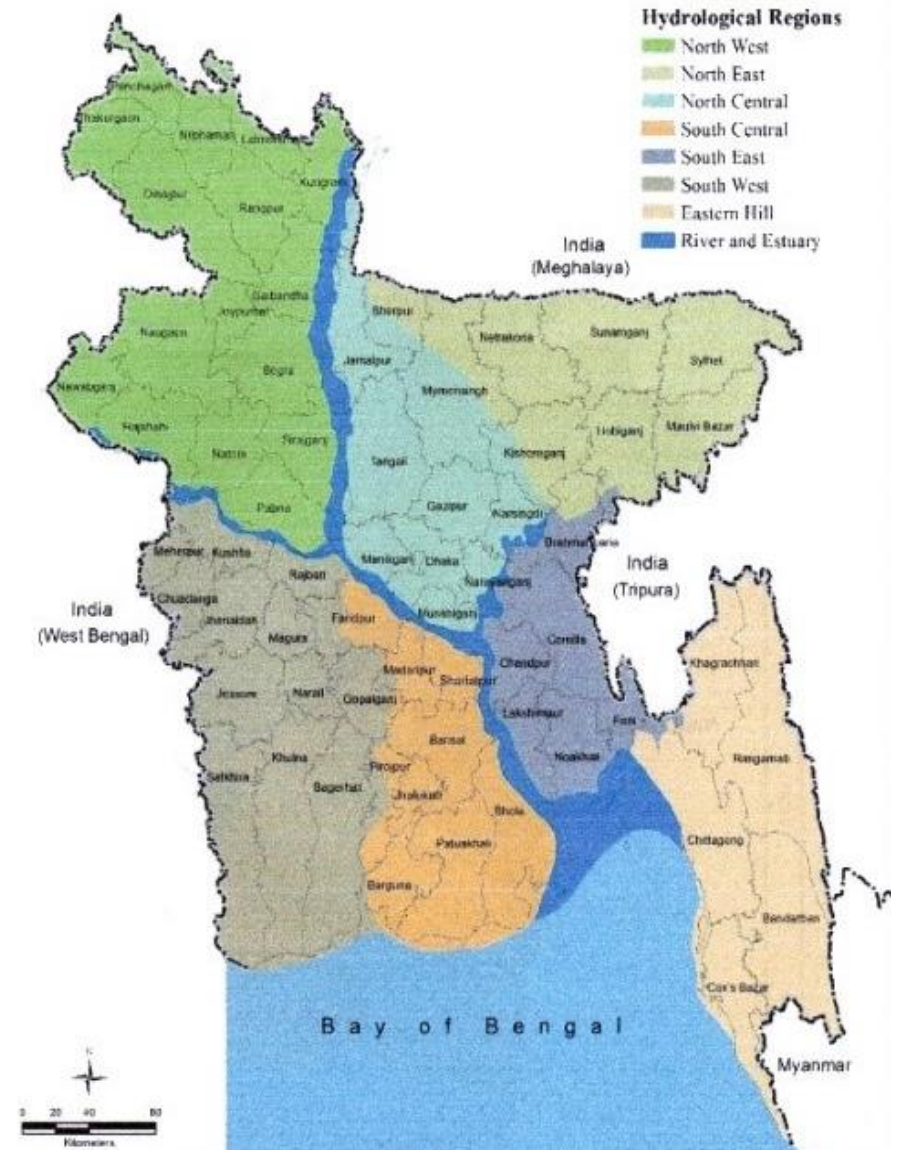 Hydrological Regions
North West
North East
North Central
South Central
South East
South West
Eastern Hill
River and Estuary
Panchagarh
Thakurgaon
Nilphamari
Dinajpur
Rangpur
Kurigram
India
(Meghalaya)
Gaibandha
Joypurhat
Sherpur
Netrakona
Sunamganj
Sylhet
Naogaon
Jamalpur
Bogra
Mymensingh
Nawabganj
Rajshahi
Natore
Sirajganj
Tangail
Kishoreganj
Hobiganj
Maulvi Bazar
Pabna
Gazipur
Narsingdi
Meherpur
Kushtia
Manikganj
Dhaka
Brahmanbaria
India
(Tripura)
Rajbari
Narayanganj
Chuadanga
Jhenaidah
Faridpur
Munshiganj
India
(West Bengal)
Magura
Comilla
Madaripur
Chandpur
Khagrachhari
Shariatpur
Jessore
Narail
Gopalganj
Lakshmipur
Feni
Barisal
Khulna
Noakhali
Rangamati
Pirojpur
Satkhira
Bagerhat
Jhalokati
Bhola
Patuakhali
Chittagong
Barguna
Bandarban
Cox's Bazar
Bay of Bengal
Myanmar
0 20 40 80
Kilometers